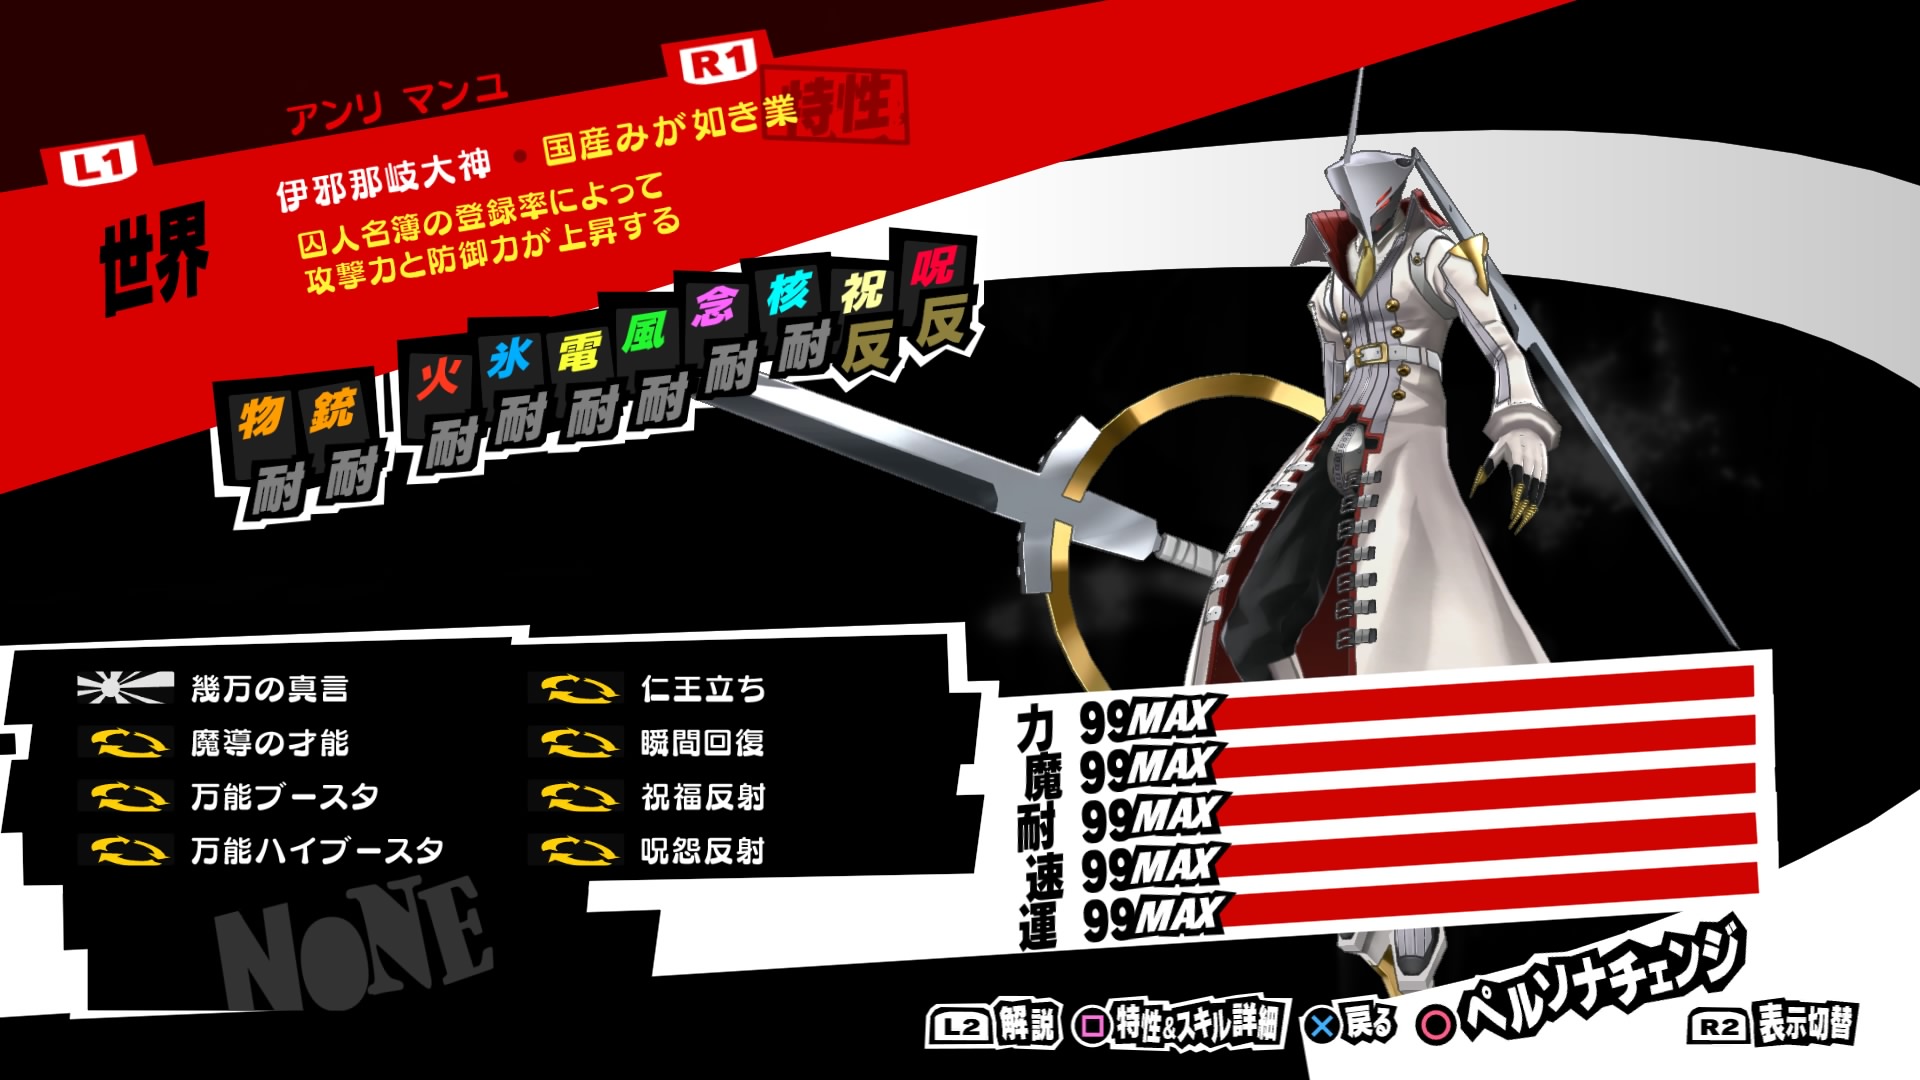 R1
アンリ マンユ
特性
L1
伊邪那岐大神・国産みが如き業
世界
囚人名簿の登録率によって
攻撃力と防御力が上昇する
物 銃 火 氷 電 風 念 核 祝 呪
耐 耐 耐 耐 耐 耐 耐 耐 反 反
幾万の真言
魔導の才能
万能ブースタ
万能ハイブースタ
仁王立ち
瞬間回復
祝福反射
呪怨反射
NONE
力 99MAX
魔 99MAX
耐 99MAX
速 99MAX
運 99MAX
L2 解説 特性&スキル詳細 戻る ペルソナチェンジ R2 表示切替